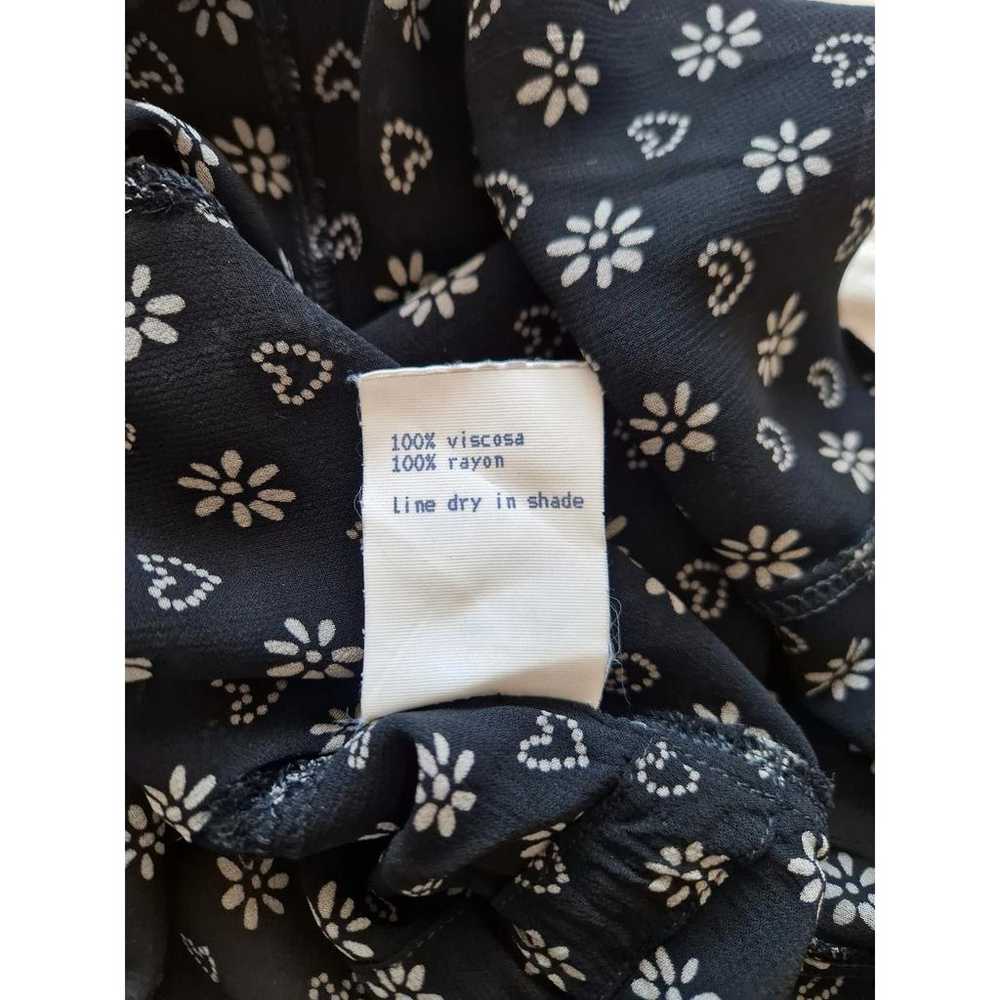 100% viscosa
100% rayon
line dry in shade